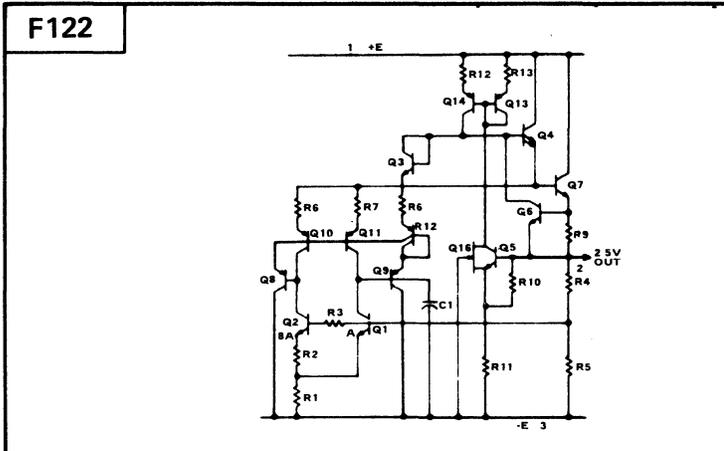 F122
1 +E
R12
R13
Q14
Q13
Q4
Q3
Q7
R6
R7
R6
Q6
R12
Q10
Q11
R9
Q16
Q5
2 5V
OUT
2
Q8
Q9
R10
R4
C1
Q2
R3
Q1
8A
A
R2
R11
R5
R1
-E 3